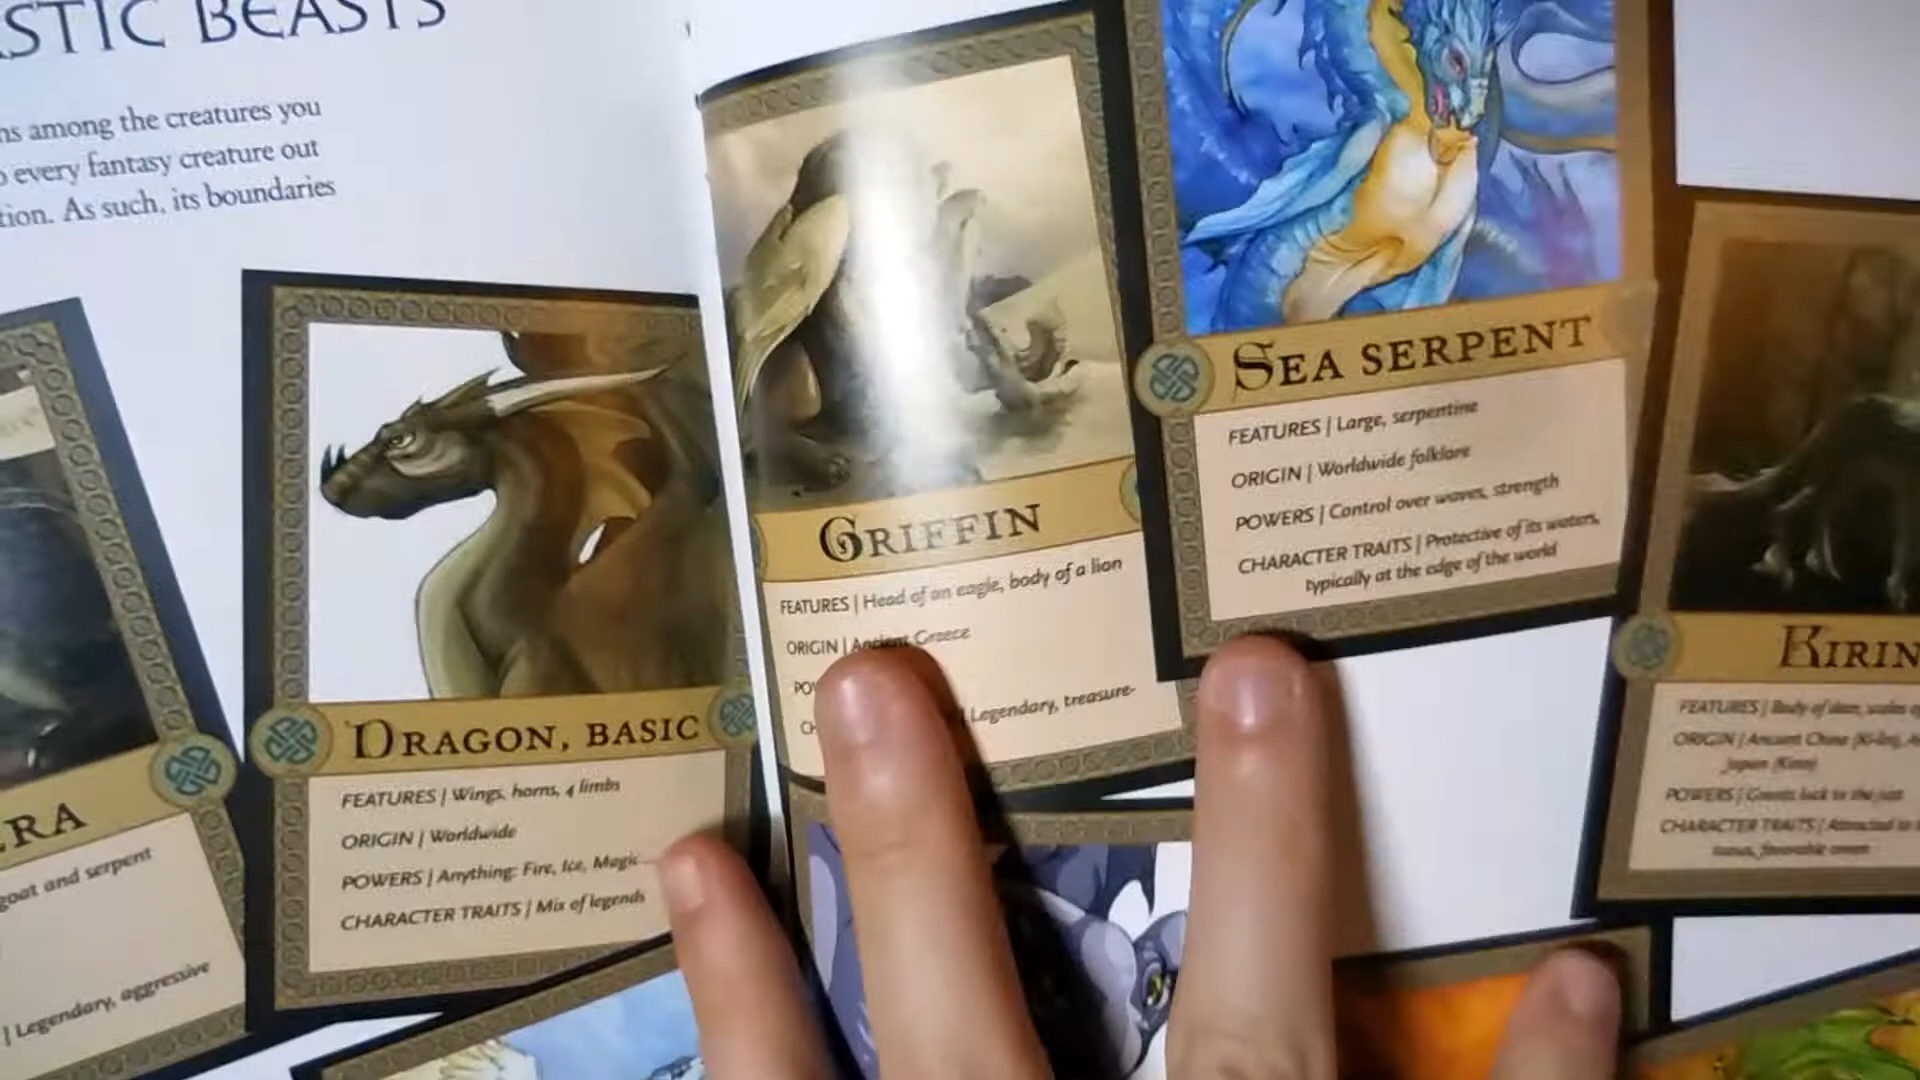 STIC BEASTS
ns among the creatures you
o every fantasy creature out
tion. As such, its boundaries
RA
goat and serpent
| Legendary, aggressive
DRAGON, BASIC
FEATURES | Wings, horns, 4 limbs
ORIGIN | Worldwide
POWERS | Anything: Fire, Ice, Magic...
CHARACTER TRAITS | Mix of legends
GRIFFIN
FEATURES | Head of an eagle, body of a lion
ORIGIN | Ancient Greece
PO
CH
Legendary, treasure-
SEA SERPENT
FEATURES | Large, serpentine
ORIGIN | Worldwide folklore
POWERS | Control over waves, strength
CHARACTER TRAITS | Protective of its waters,
typically at the edge of the world
KIRIN
FEATURES | Body of deer, scales
ORIGIN | Ancient China (Ki-lin),
Japan (Kirin)
POWERS | Grants luck to the just
CHARACTER TRAITS | Attracted to
favorable omen